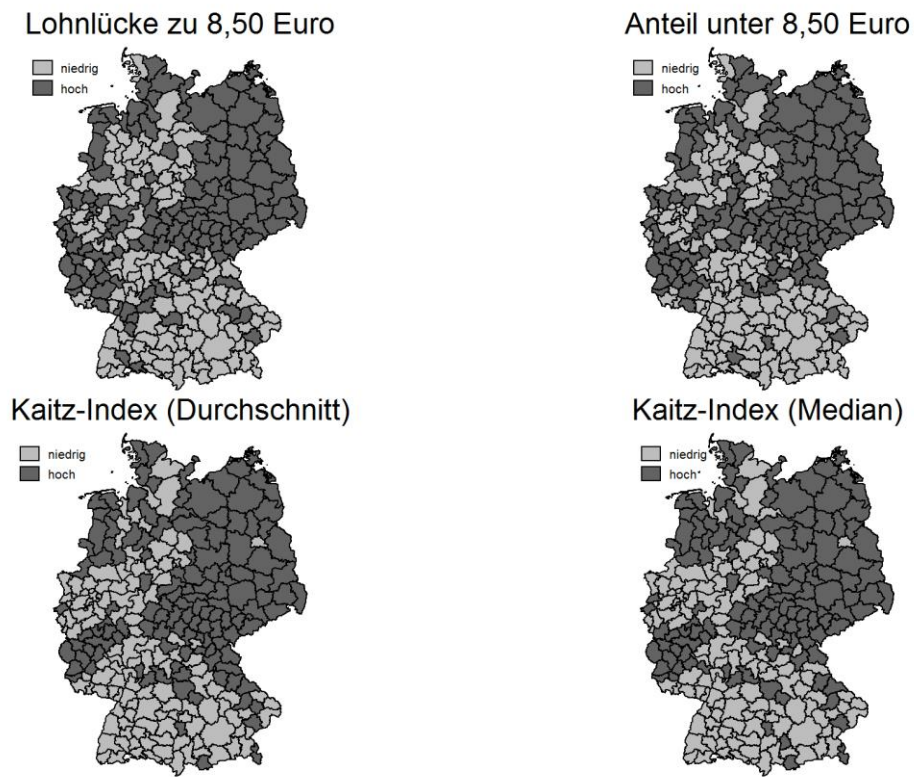 Lohnlücke zu 8,50 Euro
niedrig
hoch
Anteil unter 8,50 Euro
niedrig
hoch
Kaitz-Index (Durchschnitt)
niedrig
hoch
Kaitz-Index (Median)
niedrig
hoch*